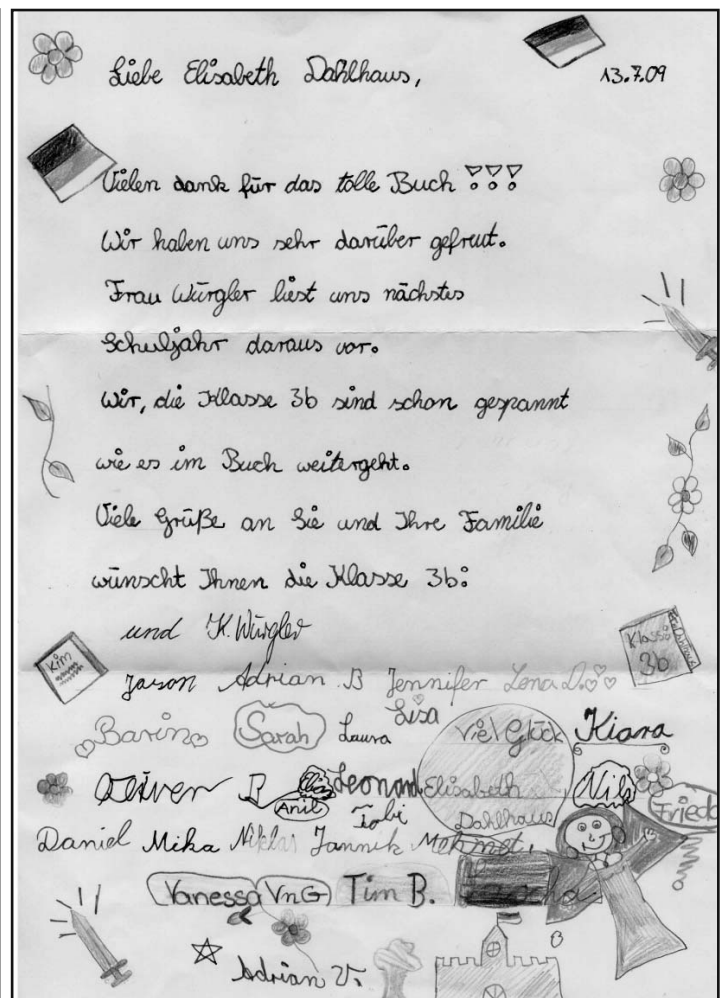 Liebe Elisabeth Dahlhaus,
13.7.09
Vielen dank für das tolle Buch !!!
Wir haben uns sehr darüber gefreut.
Frau Würgler liest uns nächstes
Schuljahr daraus vor.
Wir, die Klasse 3b sind schon gespannt
wie es im Buch weitergeht.
Viele Grüße an Sie und Ihre Familie
wünscht Ihnen die Klasse 3b:
und K. Würgler
Kim
Klasse
3b
Jason Adrian B Jennifer Lena D.
Barin Sarah Laura Lisa Viel Glück Kiara
Oliver B Leonard Elisabeth Nils
Anil Tobi Dahlhaus Frieda
Daniel Mika Niklas Jannik Mehmet
Vanessa VnG Tim B.
Adrian V.